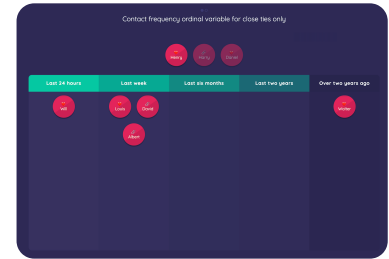 Contact frequency ordinal variable for close ties only
Henry Harry Daniel
Last 24 hours Last week Last six months Last two years Over two years ago
Will Louis David Walter
Albert